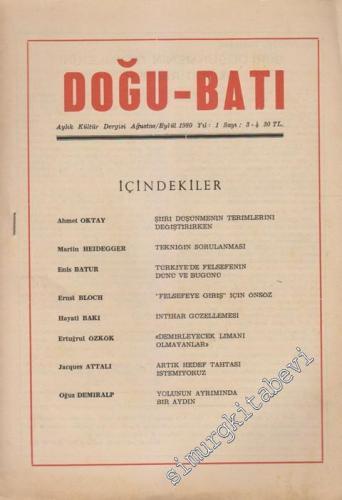 DOĞU-BATI
Aylık Kültür Dergisi Ağustos/Eylül 1980 Yıl: 1 Sayı: 3-4 30 TL.
İÇİNDEKİLER
Ahmet OKTAY ŞİİRİ DÜŞÜNMENİN TERİMLERİNİ
DEĞİŞTİRİRKEN
Martin HEIDEGGER TEKNİĞİN SORULANMASI
Enis BATUR TÜRKİYE'DE FELSEFENİN
DÜNÜ VE BUGÜNÜ
Ernst BLOCH "FELSEFEYE GİRİŞ" İÇİN ÖNSÖZ
Hayati BAKI İNTİHAR GÜZELLEMESİ
Ertuğrul ÖZKÖK «DEMİRLEYECEK LİMANI
OLMAYANLAR»
Jacques ATTALI ARTIK HEDEF TAHTASI
İSTEMİYORUZ
Oğuz DEMİRALP YOLUNUN AYRIMINDA
BİR AYDIN
simurgkitabevi.com